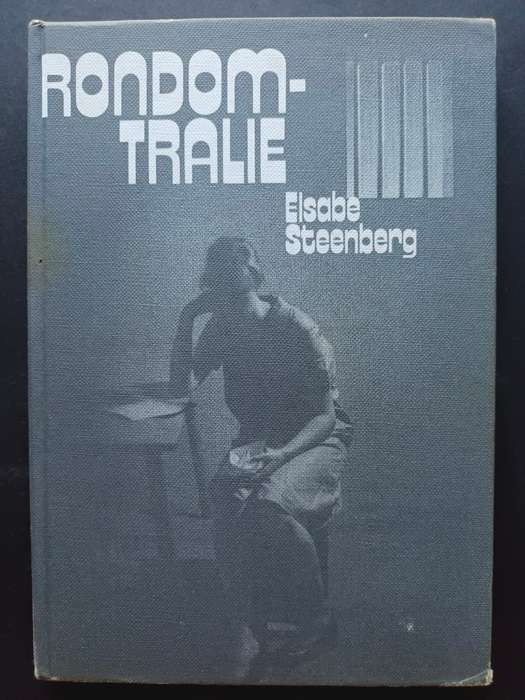 RONDOM-
TRALIE
Elsabe
Steenberg